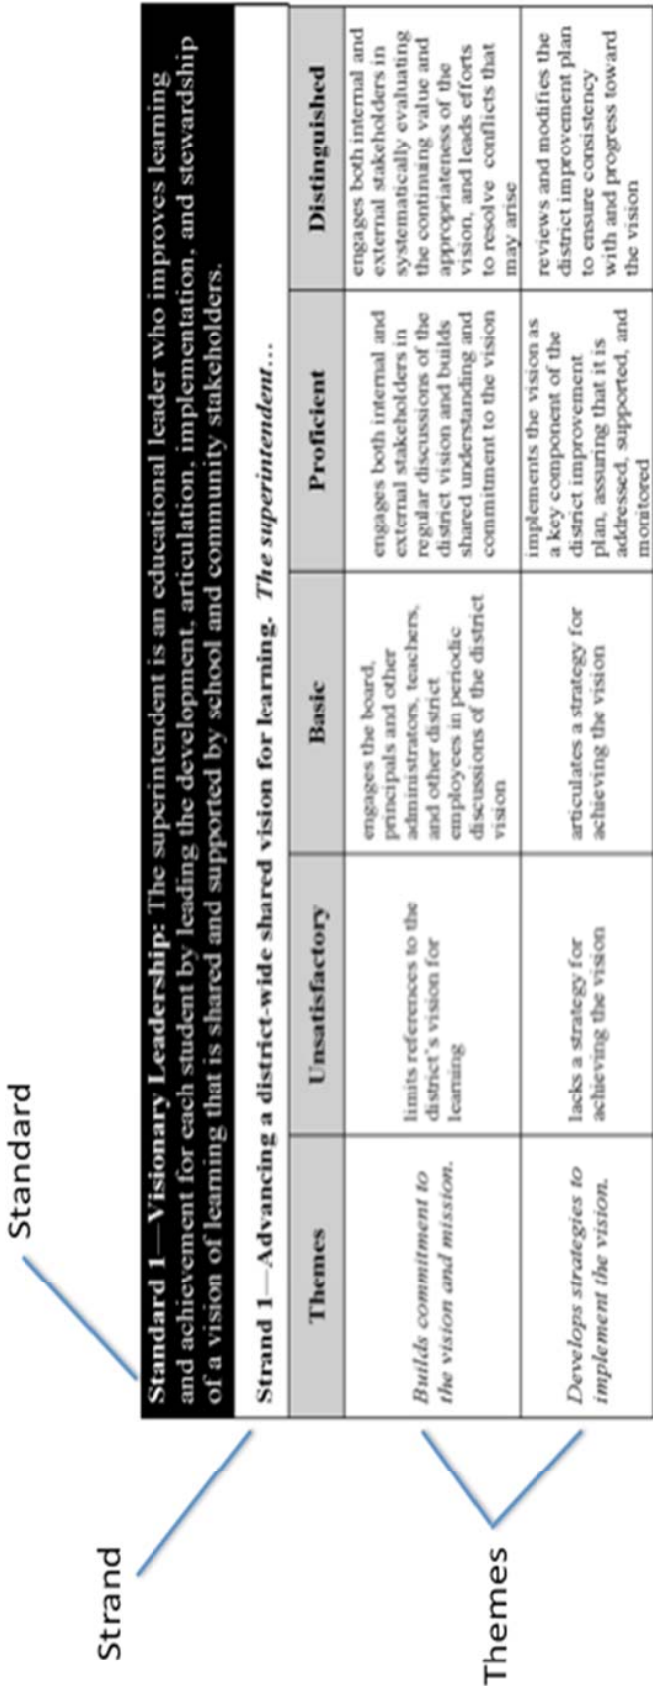 Standard
Strand
Themes
Standard 1—Visionary Leadership: The superintendent is an educational leader who improves learning
and achievement for each student by leading the development, articulation, implementation, and stewardship
of a vision of learning that is shared and supported by school and community stakeholders.
Strand 1—Advancing a district-wide shared vision for learning. The superintendent…
Themes
Unsatisfactory
Basic
Proficient
Distinguished
Builds commitment to
the vision and mission.
limits references to the
district's vision for
learning
engages the board,
principals and other
administrators, teachers,
and other district
employees in periodic
discussions of the district
vision
engages both internal and
external stakeholders in
regular discussions of the
district vision and builds
shared understanding and
commitment to the vision
engages both internal and
external stakeholders in
systematically evaluating
the continuing value and
appropriateness of the
vision, and leads efforts
to resolve conflicts that
may arise
Develops strategies to
implement the vision.
lacks a strategy for
achieving the vision
articulates a strategy for
achieving the vision
implements the vision as
a key component of the
district improvement
plan, assuring that it is
addressed, supported, and
monitored
reviews and modifies the
district improvement plan
to ensure consistency
with and progress toward
the vision